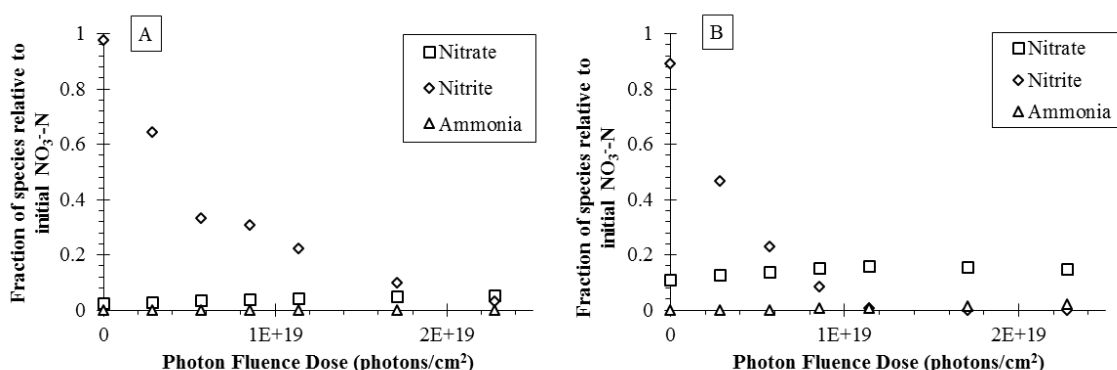 A
Nitrate
Nitrite
Ammonia
1
0.8
0.6
0.4
0.2
0
0
1E+19
2E+19
Fraction of species relative to
initial NO₃⁻-N
Photon Fluence Dose (photons/cm²)
B
Nitrate
Nitrite
Ammonia
1
0.8
0.6
0.4
0.2
0
0
1E+19
2E+19
Fraction of species relative to
initial NO₃⁻-N
Photon Fluence Dose (photons/cm²)